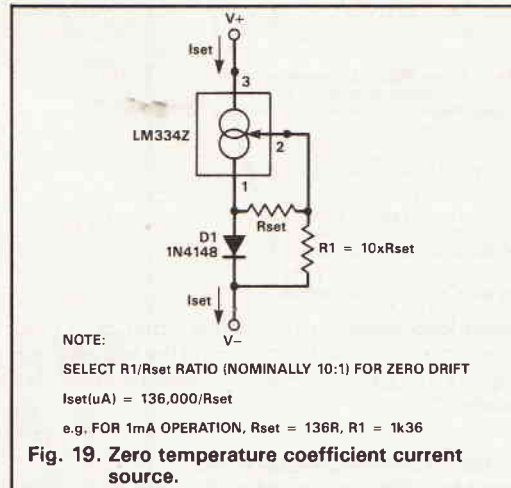 V+
Iset
3
LM334Z
2
1
Rset
D1
1N4148
R1 = 10xRset
Iset
V–
NOTE:
SELECT R1/Rset RATIO (NOMINALLY 10:1) FOR ZERO DRIFT
Iset(uA) = 136,000/Rset
e.g. FOR 1mA OPERATION, Rset = 136R, R1 = 1k36
Fig. 19. Zero temperature coefficient current
source.